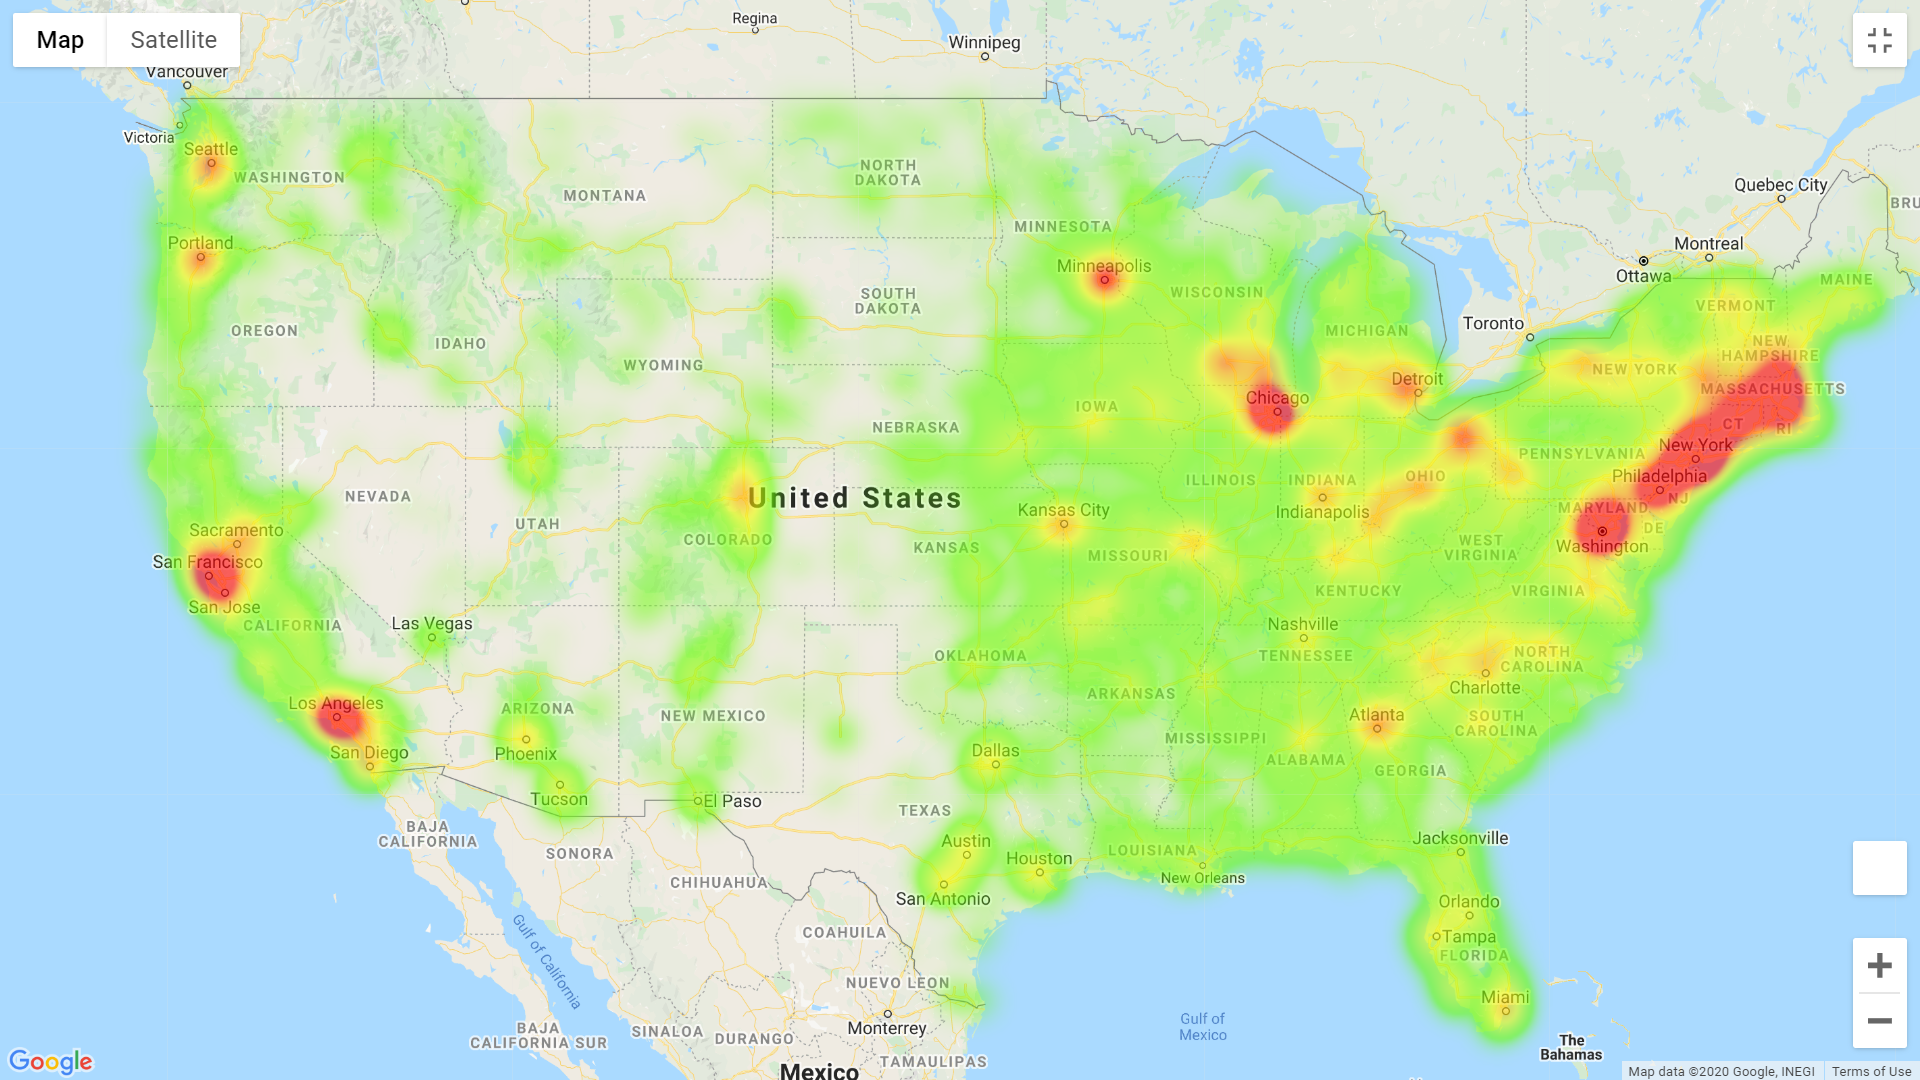 Regina
Map
Satellite
Winnipeg
Vancouver
Victoria
Seattle
WASHINGTON
NORTH
DAKOTA
MONTANA
Quebec City
BRU
MINNESOTA
Portland
Montreal
Ottawa
Minneapolis
MAINE
WISCONSIN
SOUTH
DAKOTA
VERMONT
Toronto
OREGON
IDAHO
MICHIGAN
NEW
HAMPSHIRE
WYOMING
NEW YORK
Detroit
MASSACHUSETTS
Chicago
IOWA
NEBRASKA
CT
RI
New York
PENNSYLVANIA
Philadelphia
NEVADA
United States
ILLINOIS
INDIANA
OHIO
NJ
Kansas City
Indianapolis
MARYLAND
DE
Sacramento
UTAH
COLORADO
KANSAS
MISSOURI
WEST
VIRGINIA
Washington
San Francisco
San Jose
KENTUCKY
VIRGINIA
CALIFORNIA
Las Vegas
Nashville
TENNESSEE
OKLAHOMA
NORTH
CAROLINA
Charlotte
ARKANSAS
Los Angeles
ARIZONA
NEW MEXICO
Atlanta
SOUTH
CAROLINA
MISSISSIPPI
San Diego
Phoenix
Dallas
ALABAMA
GEORGIA
Tucson
El Paso
TEXAS
BAJA
CALIFORNIA
SONORA
Austin
Houston
LOUISIANA
Jacksonville
CHIHUAHUA
San Antonio
New Orleans
Orlando
COAHUILA
Tampa
FLORIDA
Gulf of California
NUEVO LEON
Miami
BAJA
CALIFORNIA SUR
SINALOA
DURANGO
Monterrey
Gulf of
Mexico
The
Bahamas
TAMAULIPAS
Google
Mexico
Map data ©2020 Google, INEGI
Terms of Use